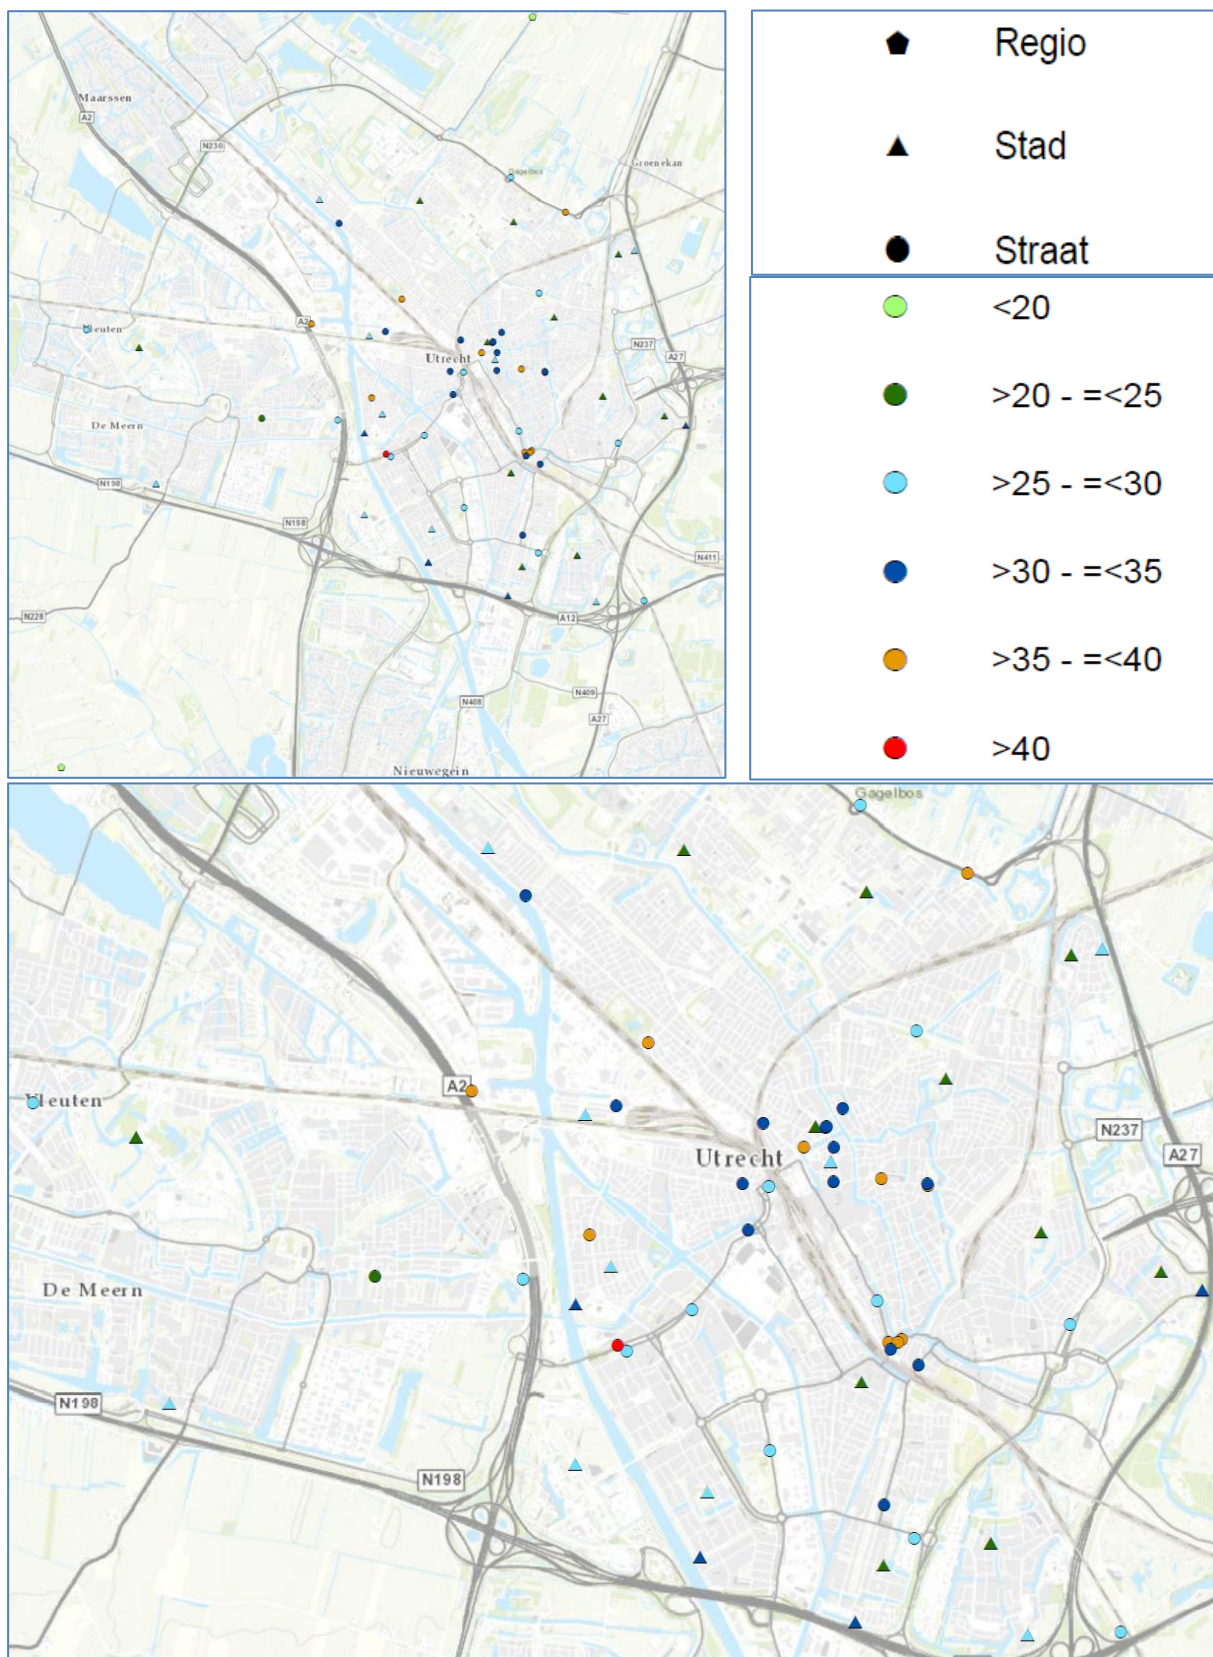 Maarssen
A2
N230
Gagelbos
Groenekan
A2
Vleuten
Utrecht
N237
A27
De Meern
N198
N198
N411
N228
A12
N409
A27
N408
Nieuwegein
Regio
Stad
Straat
<20
>20 - =<25
>25 - =<30
>30 - =<35
>35 - =<40
>40
Gagelbos
A2
Vleuten
N237
Utrecht
A27
De Meern
N198
N198